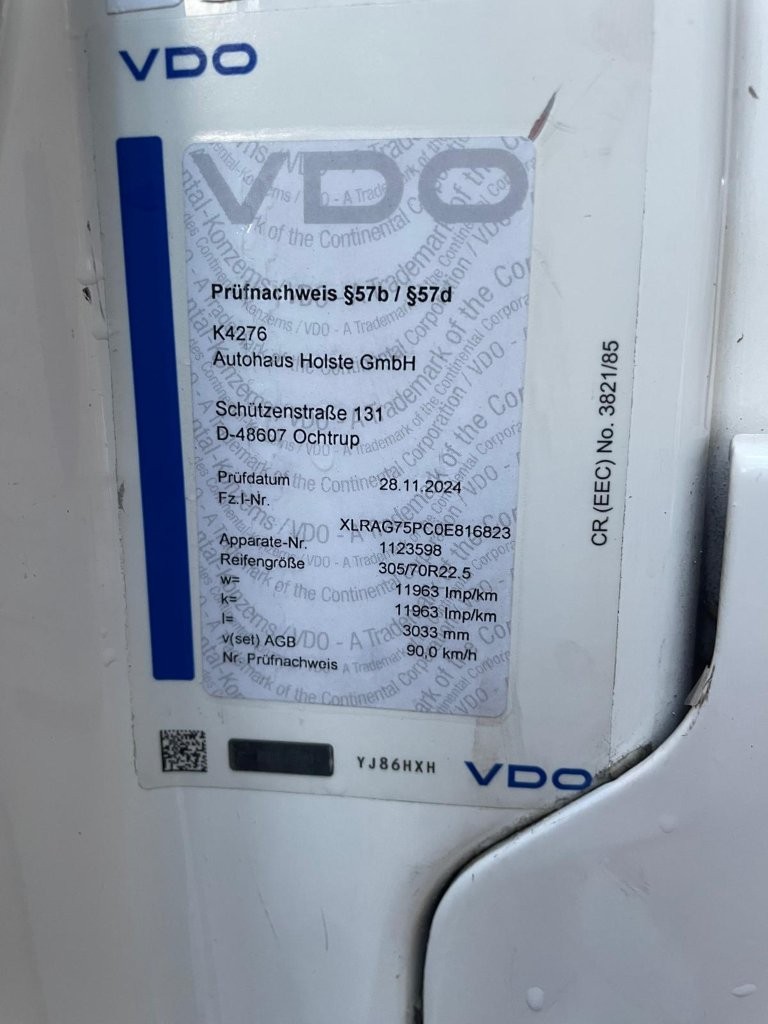 VDO
VDO
Prüfnachweis §57b / §57d
K4276
Autohaus Holste GmbH
Schützenstraße 131
D-48607 Ochtrup
Prüfdatum 28.11.2024
Fz.I-Nr.
XLRAG75PC0E816823
Apparate-Nr. 1123598
Reifengröße 305/70R22.5
w= 11963 Imp/km
k= 11963 Imp/km
l= 3033 mm
v(set) AGB 90,0 km/h
Nr. Prüfnachweis
CR (EEC) No. 3821/85
YJ86HXH VDO